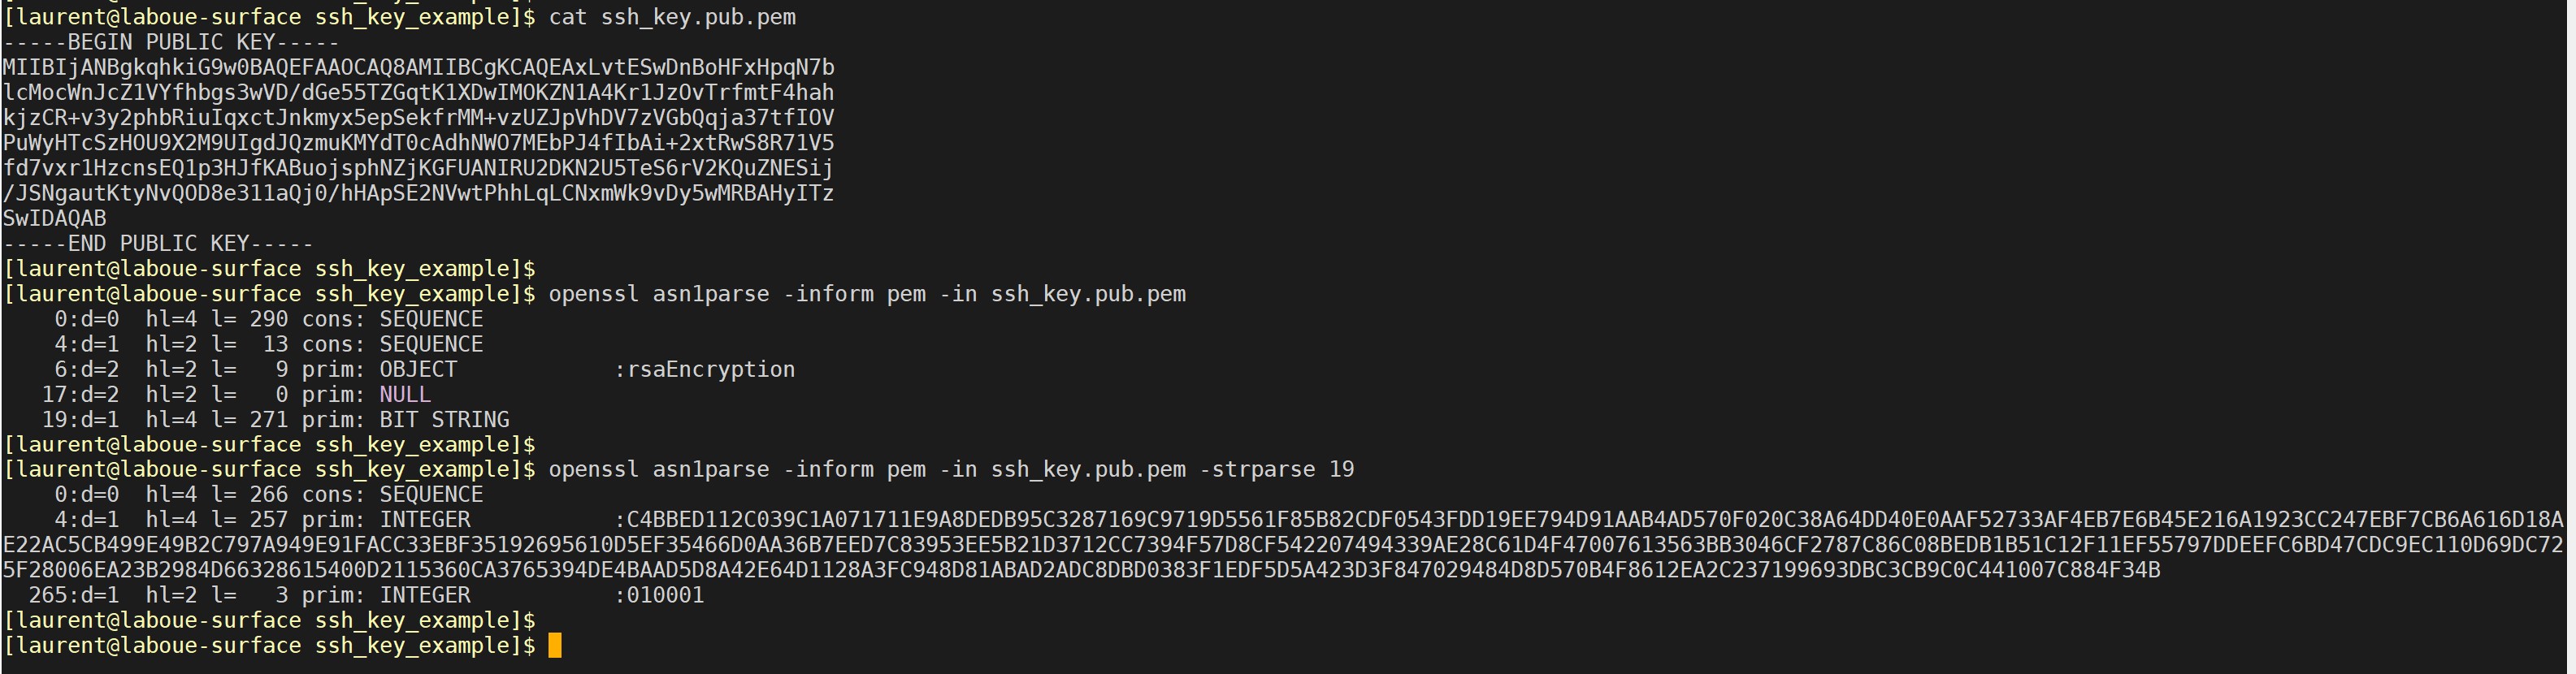 [laurent@laboue-surface ssh_key_example]$ cat ssh_key.pub.pem
-----BEGIN PUBLIC KEY-----
MIIBIjANBgkqhkiG9w0BAQEFAAOCAQ8AMIIBCgKCAQEAxLvtESwDnBoHFxHpqN7b
lcMocWnJcZ1VYfhbgs3wVD/dGe55TZGqtK1XDwIMOKZN1A4Kr1JzOvTrfmtF4hah
kjzCR+v3y2phbRiuIqxctJnkmyx5epSekfrMM+vzUZJpVhDV7zVGbQqja37tfIOV
PuWyHTcSzHOU9X2M9UIgdJQzmuKMYdT0cAdhNWO7MEbPJ4fIbAi+2xtRwS8R71V5
fd7vxr1HzcnsEQ1p3HJfKABuojsphNZjKGFUANIRU2DKN2U5TeS6rV2KQuZNESij
/JSNgautKtyNvQOD8e311aQj0/hHApSE2NVwtPhhLqLCNxmWk9vDy5wMRBAHyITz
SwIDAQAB
-----END PUBLIC KEY-----
[laurent@laboue-surface ssh_key_example]$
[laurent@laboue-surface ssh_key_example]$ openssl asn1parse -inform pem -in ssh_key.pub.pem
    0:d=0  hl=4 l= 290 cons: SEQUENCE
    4:d=1  hl=2 l=  13 cons: SEQUENCE
    6:d=2  hl=2 l=   9 prim: OBJECT            :rsaEncryption
   17:d=2  hl=2 l=   0 prim: NULL
   19:d=1  hl=4 l= 271 prim: BIT STRING
[laurent@laboue-surface ssh_key_example]$
[laurent@laboue-surface ssh_key_example]$ openssl asn1parse -inform pem -in ssh_key.pub.pem -strparse 19
    0:d=0  hl=4 l= 266 cons: SEQUENCE
    4:d=1  hl=4 l= 257 prim: INTEGER           :C4BBED112C039C1A071711E9A8DEDB95C3287169C9719D5561F85B82CDF0543FDD19EE794D91AAB4AD570F020C38A64DD40E0AAF52733AF4EB7E6B45E216A1923CC247EBF7CB6A616D18A
E22AC5CB499E49B2C797A949E91FACC33EBF35192695610D5EF35466D0AA36B7EED7C83953EE5B21D3712CC7394F57D8CF542207494339AE28C61D4F47007613563BB3046CF2787C86C08BEDB1B51C12F11EF55797DDEEFC6BD47CDC9EC110D69DC72
5F28006EA23B2984D66328615400D2115360CA3765394DE4BAAD5D8A42E64D1128A3FC948D81ABAD2ADC8DBD0383F1EDF5D5A423D3F847029484D8D570B4F8612EA2C237199693DBC3CB9C0C441007C884F34B
  265:d=1  hl=2 l=   3 prim: INTEGER           :010001
[laurent@laboue-surface ssh_key_example]$
[laurent@laboue-surface ssh_key_example]$